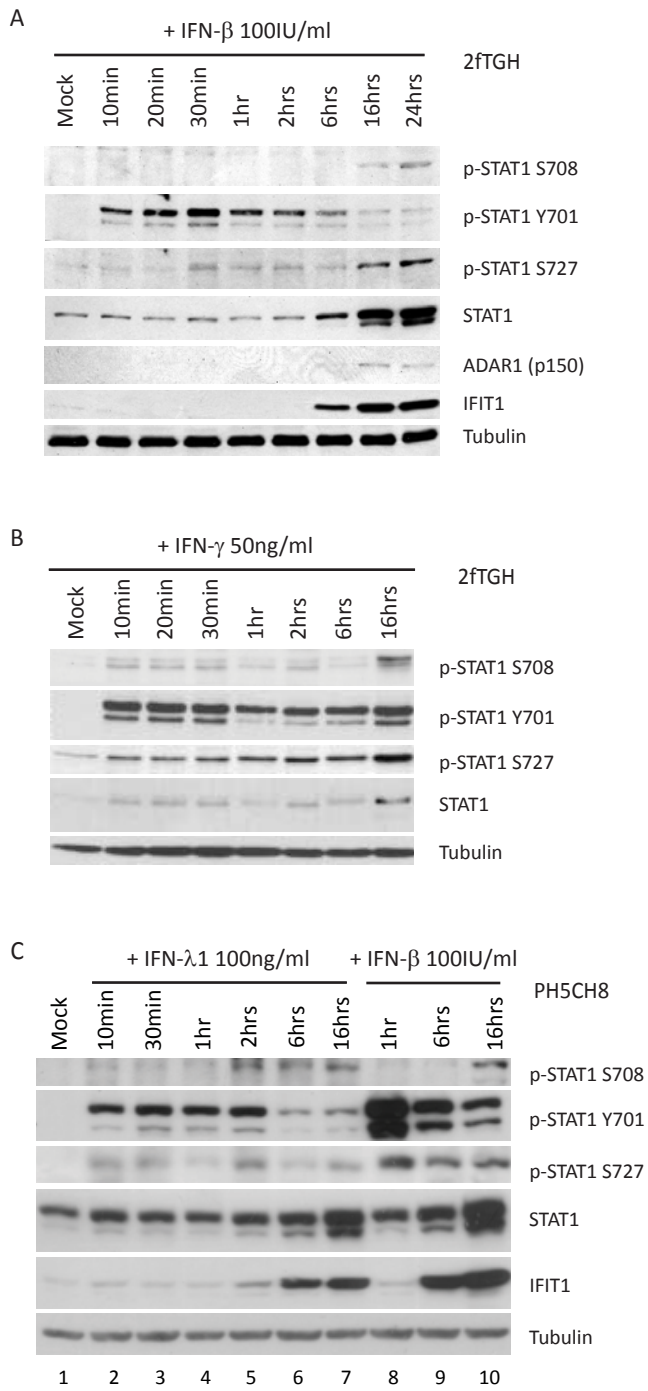 A
+ IFN-β 100IU/ml
2fTGH
Mock 10min 20min 30min 1hr 2hrs 6hrs 16hrs 24hrs
p-STAT1 S708
p-STAT1 Y701
p-STAT1 S727
STAT1
ADAR1 (p150)
IFIT1
Tubulin
B
+ IFN-γ 50ng/ml
2fTGH
Mock 10min 20min 30min 1hr 2hrs 6hrs 16hrs
p-STAT1 S708
p-STAT1 Y701
p-STAT1 S727
STAT1
Tubulin
C
+ IFN-λ1 100ng/ml + IFN-β 100IU/ml
PH5CH8
Mock 10min 30min 1hr 2hrs 6hrs 16hrs 1hr 6hrs 16hrs
p-STAT1 S708
p-STAT1 Y701
p-STAT1 S727
STAT1
IFIT1
Tubulin
1 2 3 4 5 6 7 8 9 10